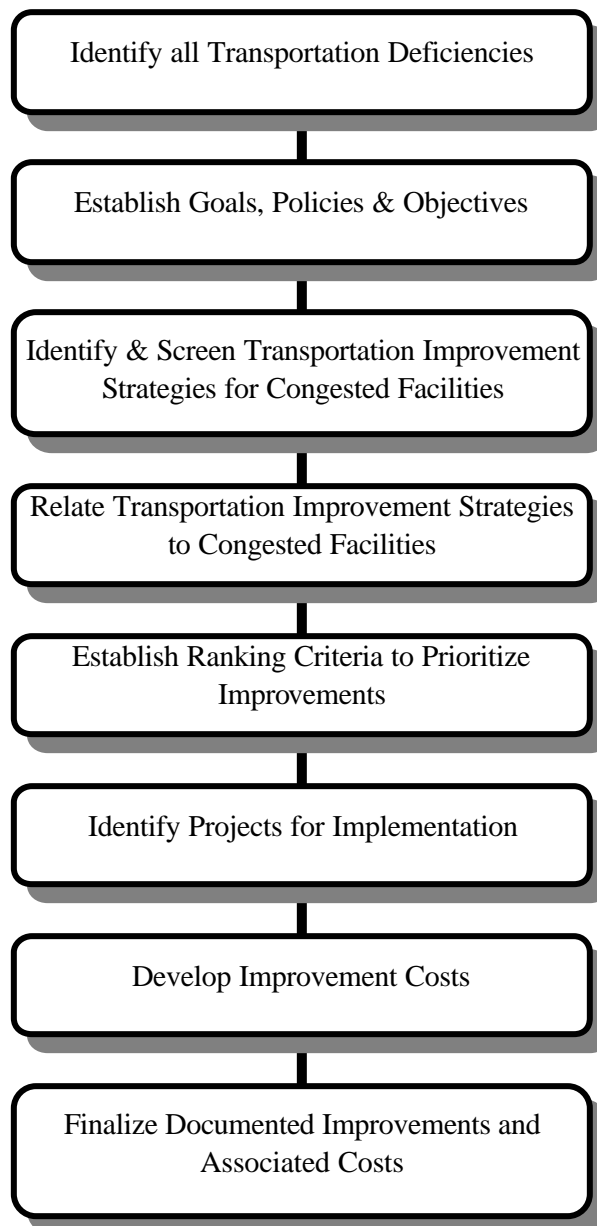 Identify all Transportation Deficiencies
Establish Goals, Policies & Objectives
Identify & Screen Transportation Improvement
Strategies for Congested Facilities
Relate Transportation Improvement Strategies
to Congested Facilities
Establish Ranking Criteria to Prioritize
Improvements
Identify Projects for Implementation
Develop Improvement Costs
Finalize Documented Improvements and
Associated Costs